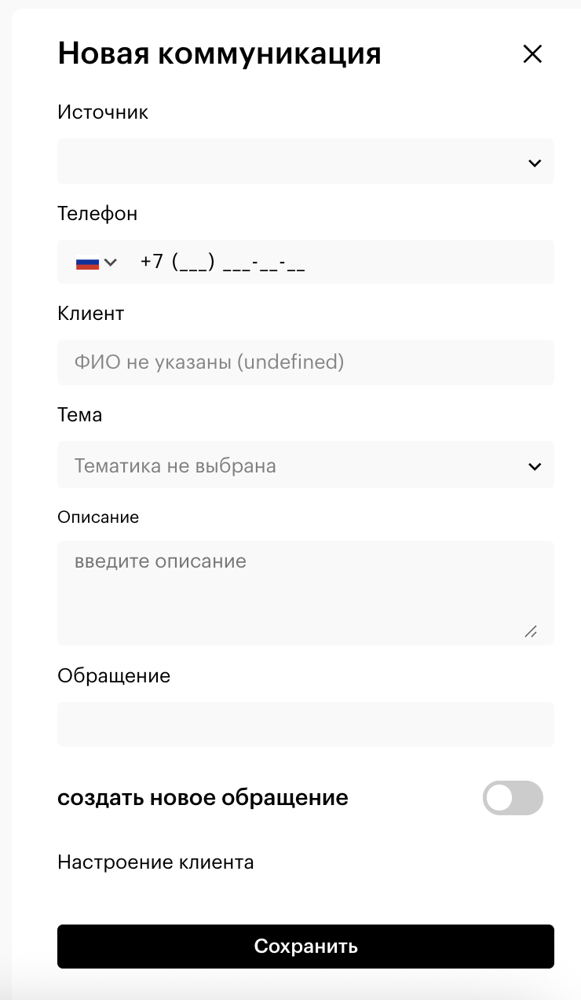 Новая коммуникация
Источник
Телефон
+7 (___) ___-__-__
Клиент
ФИО не указаны (undefined)
Тема
Тематика не выбрана
Описание
введите описание
Обращение
создать новое обращение
Настроение клиента
Сохранить